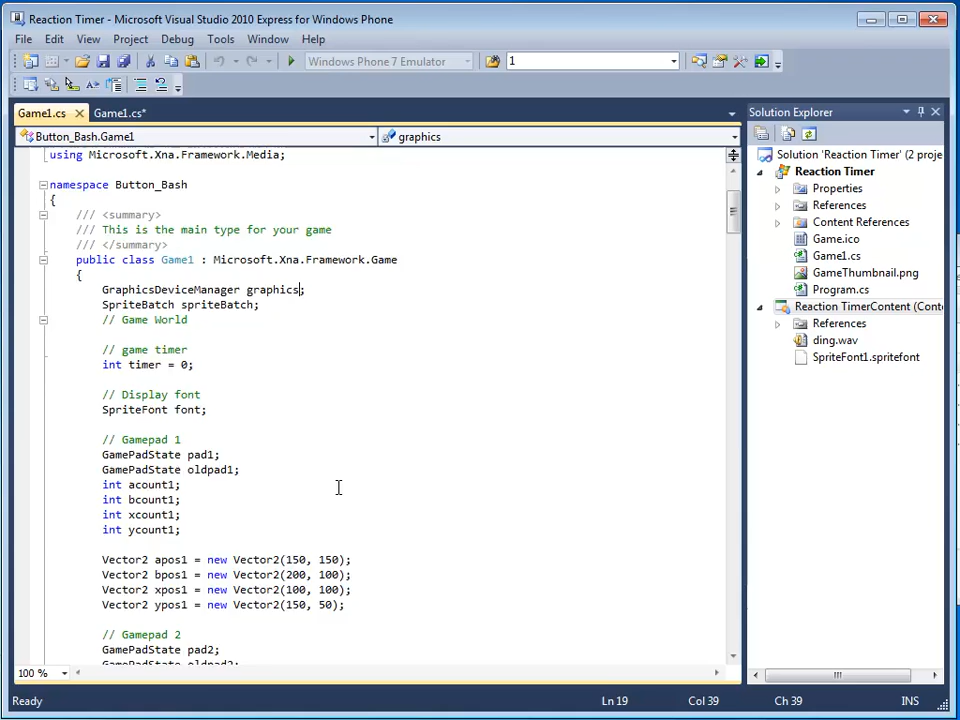 Reaction Timer - Microsoft Visual Studio 2010 Express for Windows Phone
File Edit View Project Debug Tools Window Help
Windows Phone 7 Emulator 1
Game1.cs Game1.cs*
Button_Bash.Game1 graphics
using Microsoft.Xna.Framework.Media;
namespace Button_Bash
{
/// <summary>
/// This is the main type for your game
/// </summary>
public class Game1 : Microsoft.Xna.Framework.Game
{
GraphicsDeviceManager graphics;
SpriteBatch spriteBatch;
// Game World
// game timer
int timer = 0;
// Display font
SpriteFont font;
// Gamepad 1
GamePadState pad1;
GamePadState oldpad1;
int acount1;
int bcount1;
int xcount1;
int ycount1;
Vector2 apos1 = new Vector2(150, 150);
Vector2 bpos1 = new Vector2(200, 100);
Vector2 xpos1 = new Vector2(100, 100);
Vector2 ypos1 = new Vector2(150, 50);
// Gamepad 2
GamePadState pad2;
GamePadState oldpad2;
100 %
Solution Explorer
Solution 'Reaction Timer' (2 proje
Reaction Timer
Properties
References
Content References
Game.ico
Game1.cs
GameThumbnail.png
Program.cs
Reaction TimerContent (Cont
References
ding.wav
SpriteFont1.spritefont
Ready Ln 19 Col 39 Ch 39 INS